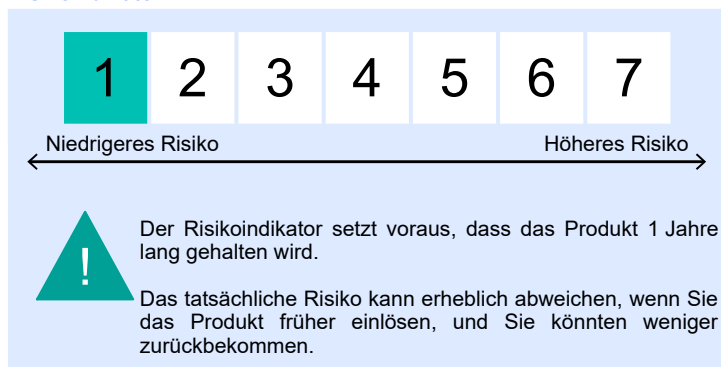 1 2 3 4 5 6 7
Niedrigeres Risiko Höheres Risiko
!
Der Risikoindikator setzt voraus, dass das Produkt 1 Jahre
lang gehalten wird.
Das tatsächliche Risiko kann erheblich abweichen, wenn Sie
das Produkt früher einlösen, und Sie könnten weniger
zurückbekommen.